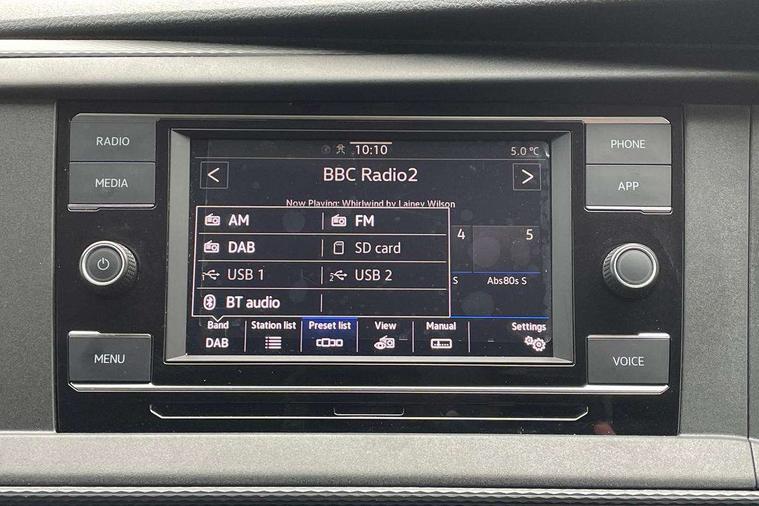 RADIO
MEDIA
MENU
10:10
5.0 °C
<
BBC Radio2
>
Now Playing: Whirlwind by Lainey Wilson
AM
FM
DAB
SD card
1 USB 1
2 USB 2
BT audio
4
5
S
Abs80s S
Band
DAB
Station list
Preset list
View
Manual
Settings
PHONE
APP
VOICE